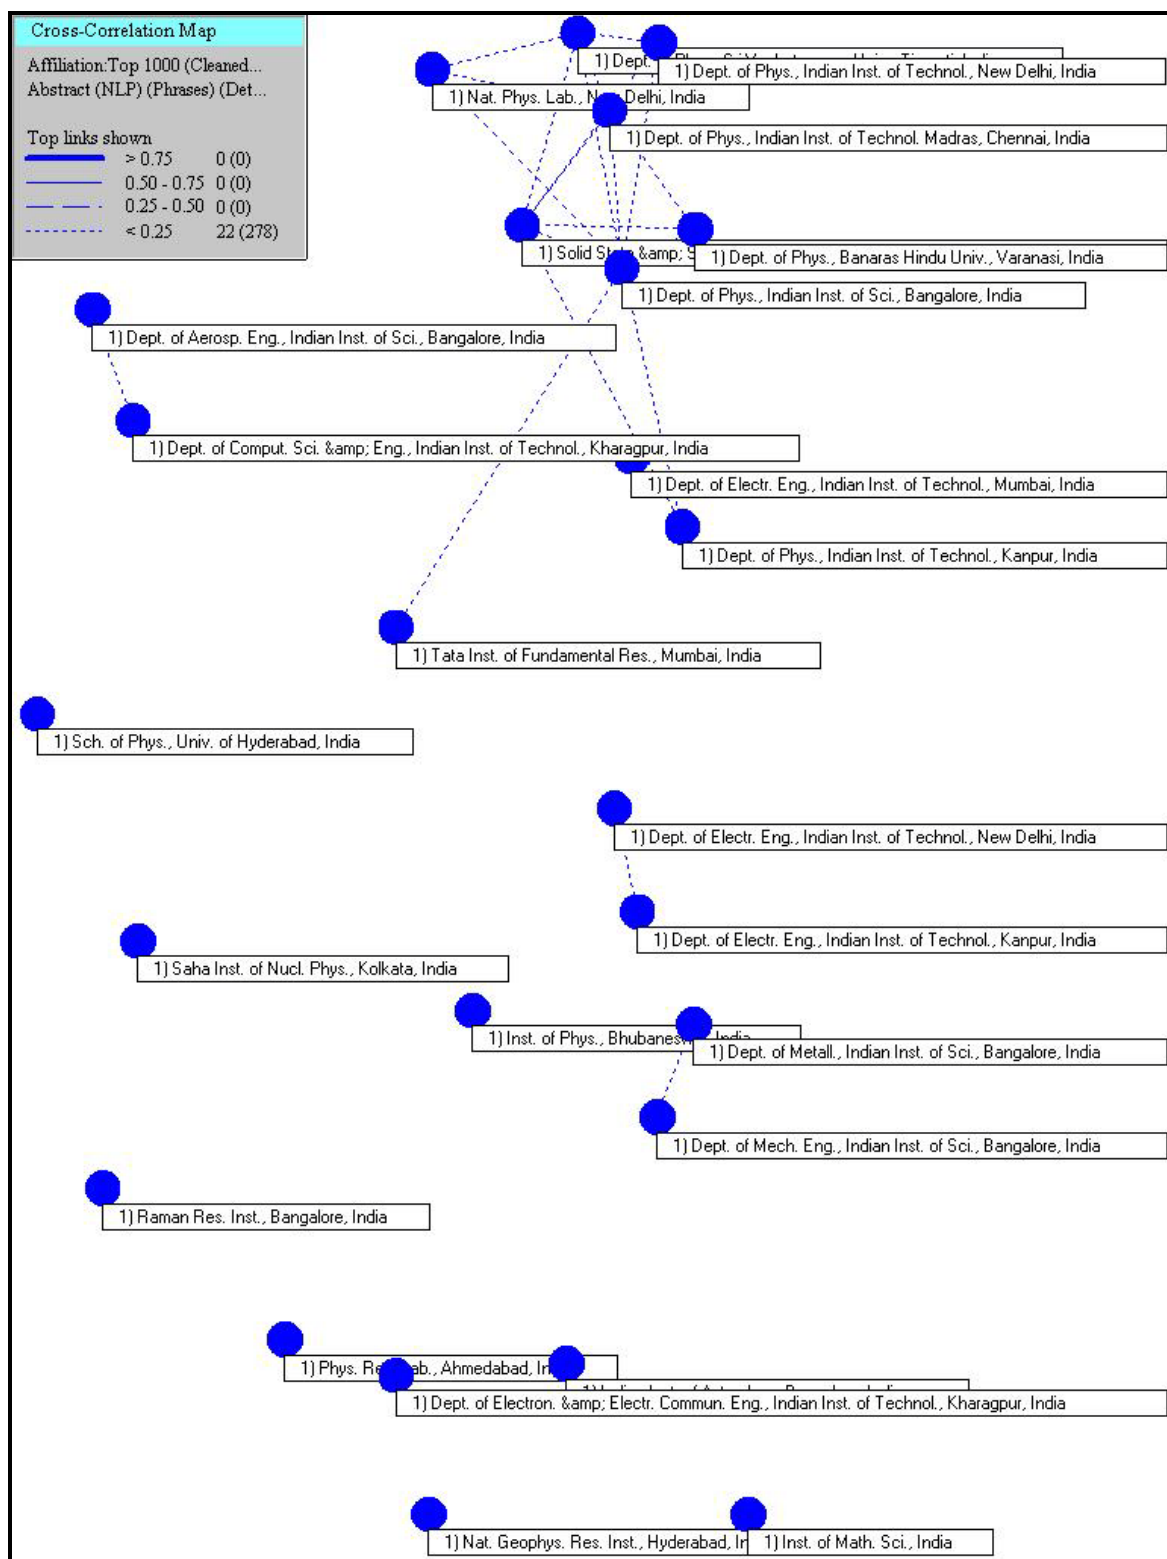 Cross-Correlation Map
Affiliation:Top 1000 (Cleaned...
Abstract (NLP) (Phrases) (Det...
Top links shown
> 0.75 0 (0)
0.50 - 0.75 0 (0)
0.25 - 0.50 0 (0)
< 0.25 22 (278)
1) Dept.
1) Dept. of Phys., Indian Inst. of Technol., New Delhi, India
1) Nat. Phys. Lab., New Delhi, India
1) Dept. of Phys., Indian Inst. of Technol. Madras, Chennai, India
1) Solid State &amp; S
1) Dept. of Phys., Banaras Hindu Univ., Varanasi, India
1) Dept. of Phys., Indian Inst. of Sci., Bangalore, India
1) Dept. of Aerosp. Eng., Indian Inst. of Sci., Bangalore, India
1) Dept. of Comput. Sci. &amp; Eng., Indian Inst. of Technol., Kharagpur, India
1) Dept. of Electr. Eng., Indian Inst. of Technol., Mumbai, India
1) Dept. of Phys., Indian Inst. of Technol., Kanpur, India
1) Tata Inst. of Fundamental Res., Mumbai, India
1) Sch. of Phys., Univ. of Hyderabad, India
1) Dept. of Electr. Eng., Indian Inst. of Technol., New Delhi, India
1) Dept. of Electr. Eng., Indian Inst. of Technol., Kanpur, India
1) Saha Inst. of Nucl. Phys., Kolkata, India
1) Inst. of Phys., Bhubanes India
1) Dept. of Metall., Indian Inst. of Sci., Bangalore, India
1) Dept. of Mech. Eng., Indian Inst. of Sci., Bangalore, India
1) Raman Res. Inst., Bangalore, India
1) Phys. Re ab., Ahmedabad, In
1) Dept. of Electron. &amp; Electr. Commun. Eng., Indian Inst. of Technol., Kharagpur, India
1) Nat. Geophys. Res. Inst., Hyderabad, In
1) Inst. of Math. Sci., India